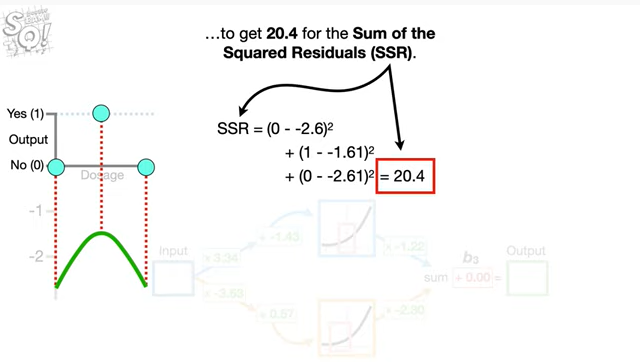 StatQuest!
…to get 20.4 for the Sum of the
Squared Residuals (SSR).
Yes (1)
Output
No (0)
Dosage
-1
-2
SSR = (0 - -2.6)²
+ (1 - -1.61)²
+ (0 - -2.61)² = 20.4
Input
x 3.34
+ -1.43
x -1.22
x -3.53
+ 0.57
x -2.30
b₃
sum + 0.00 =
Output